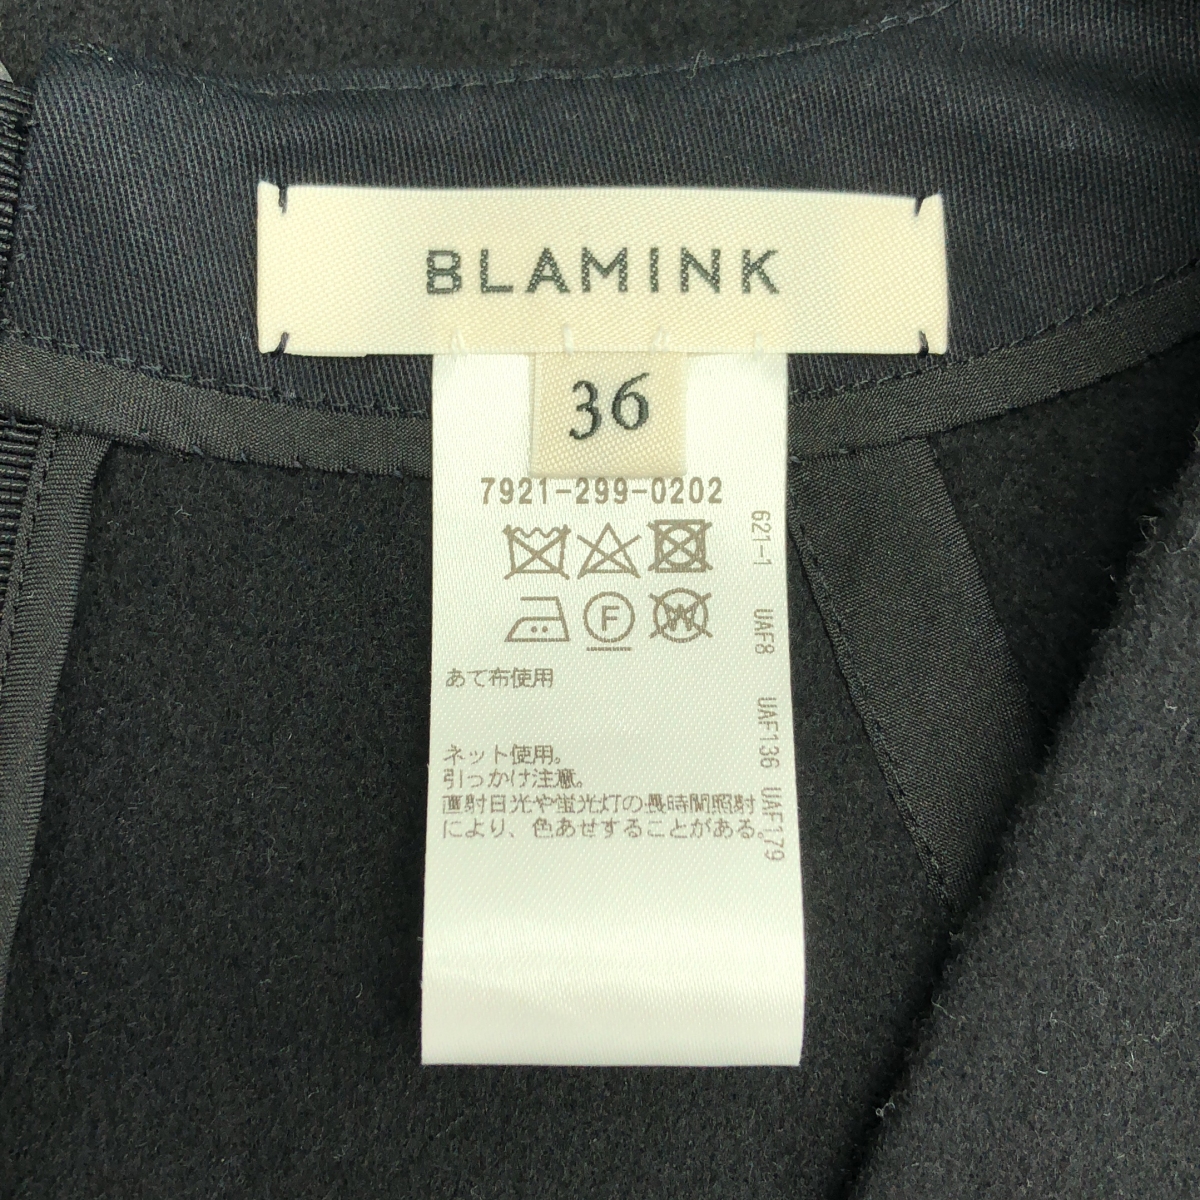 BLAMINK
36
7921-299-0202
F
W
あて布使用
ネット使用。
引っかけ注意。
直射日光や蛍光灯の長時間照射
により、色あせすることがある。
621-1 UAF8 UAF136 UAF179